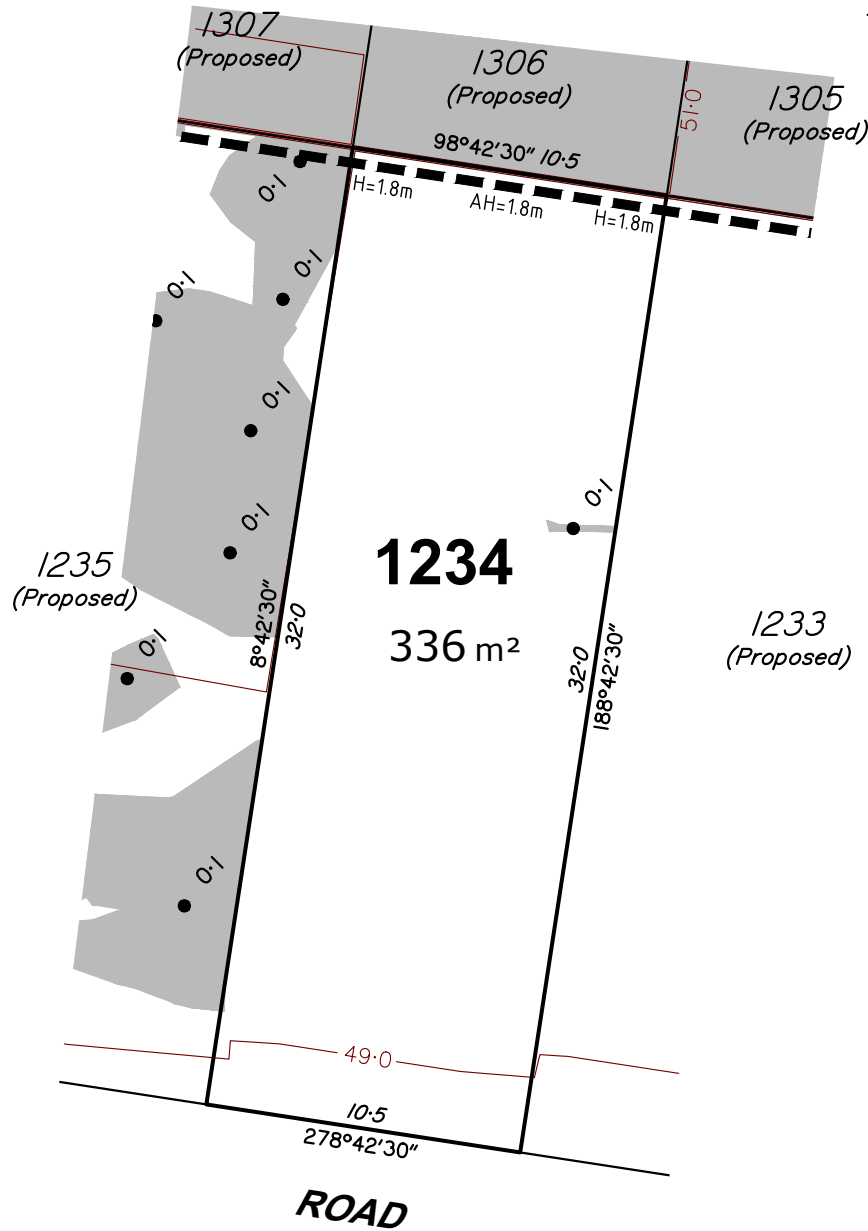 1307
(Proposed)
1306
(Proposed)
1305
(Proposed)
51·0
98°42'30" 10·5
H=1.8m
AH=1.8m
H=1.8m
0·1
0·1
0·1
0·1
0·1
0·1
1234
336 m²
1235
(Proposed)
8°42'30"
32·0
1233
(Proposed)
32·0
188°42'30"
0·1
0·1
49·0
10·5
278°42'30"
ROAD